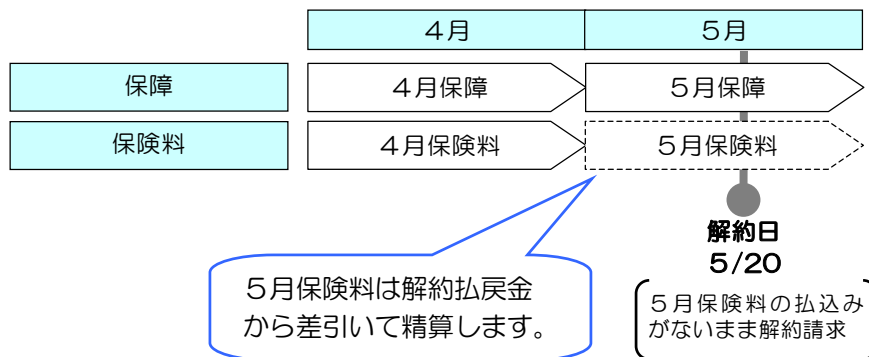 ４月
５月
保障
４月保障
５月保障
保険料
４月保険料
５月保険料
解約日
５/２０
５月保険料は解約払戻金
から差引いて精算します。
５月保険料の払込み
がないまま解約請求